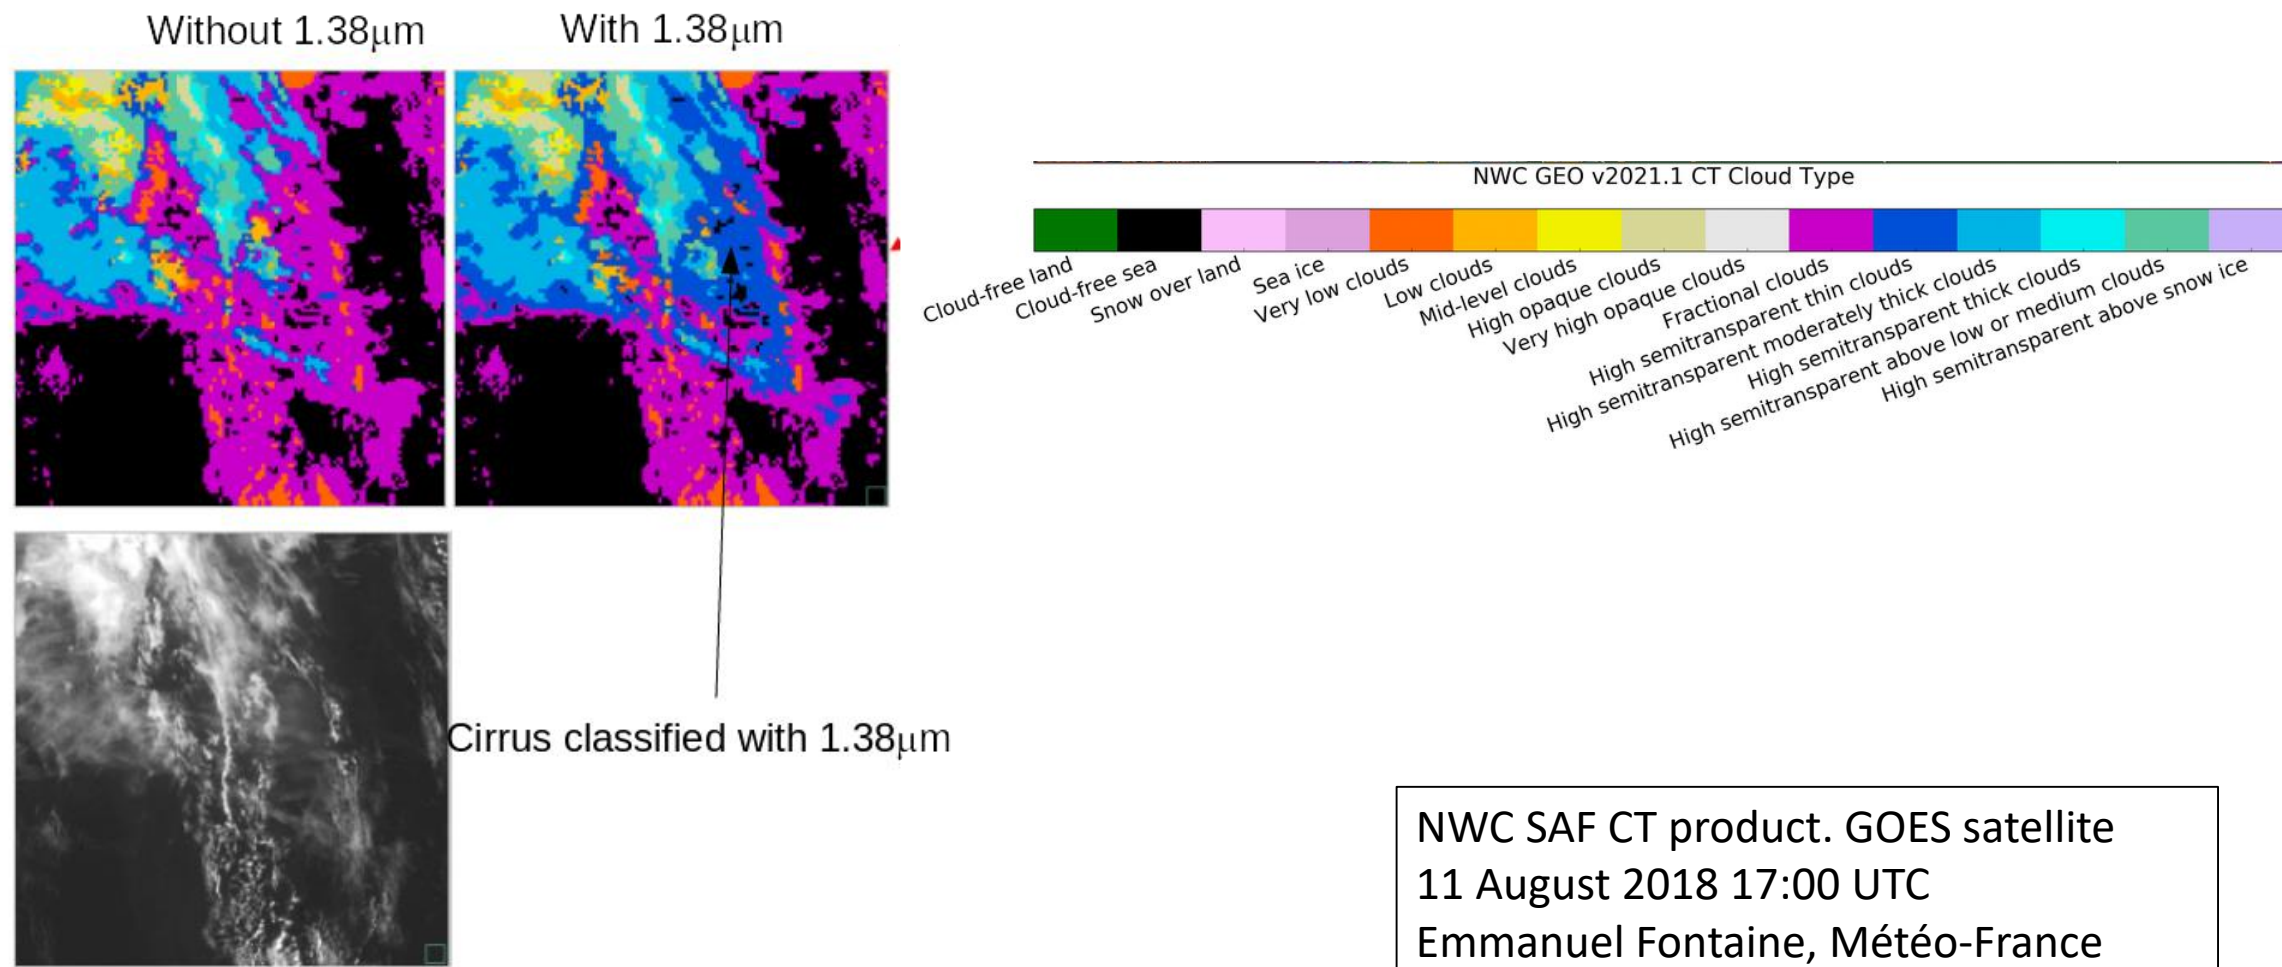 Without 1.38μm
With 1.38μm
NWC GEO v2021.1 CT Cloud Type
Cloud-free land
Cloud-free sea
Snow over land
Sea ice
Very low clouds
Low clouds
Mid-level clouds
High opaque clouds
Very high opaque clouds
Fractional clouds
High semitransparent thin clouds
High semitransparent moderately thick clouds
High semitransparent thick clouds
High semitransparent above low or medium clouds
High semitransparent above snow ice
Cirrus classified with 1.38μm
NWC SAF CT product. GOES satellite
11 August 2018 17:00 UTC
Emmanuel Fontaine, Météo-France